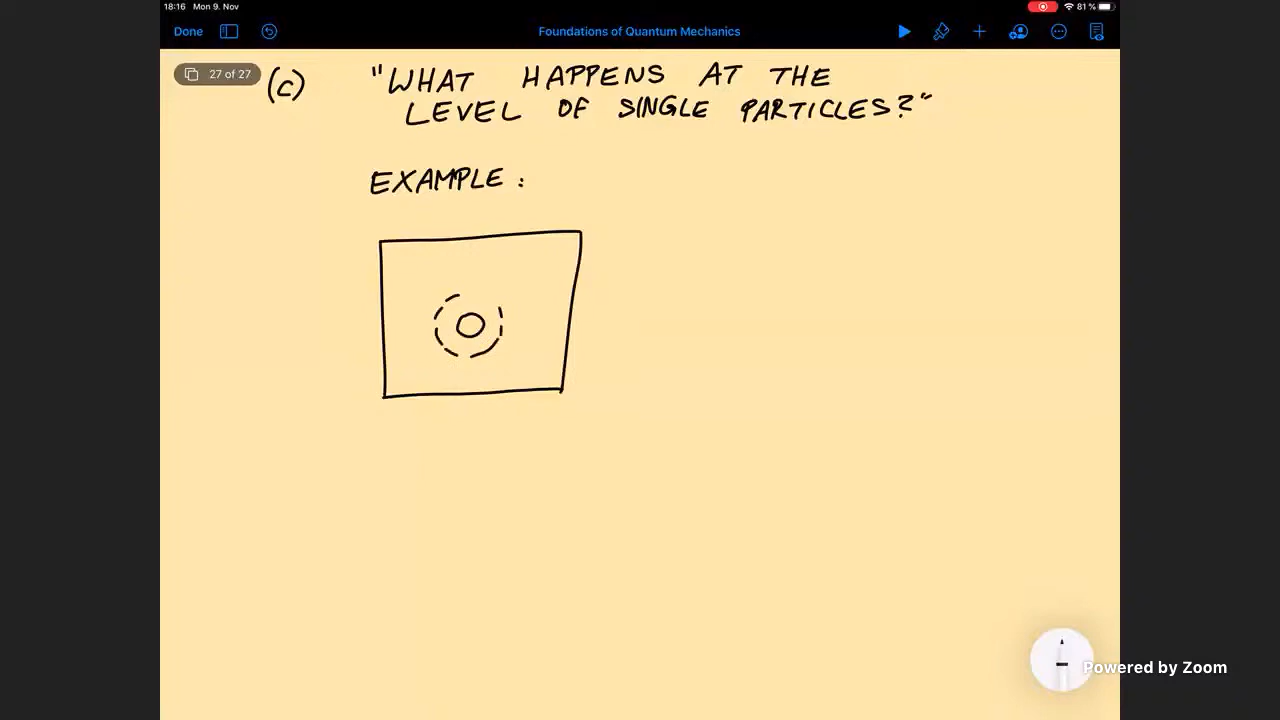 18:16 Mon 9. Nov 81 %
Done Foundations of Quantum Mechanics
27 of 27
(c) "WHAT HAPPENS AT THE
LEVEL OF SINGLE PARTICLES?"
EXAMPLE :
Powered by Zoom